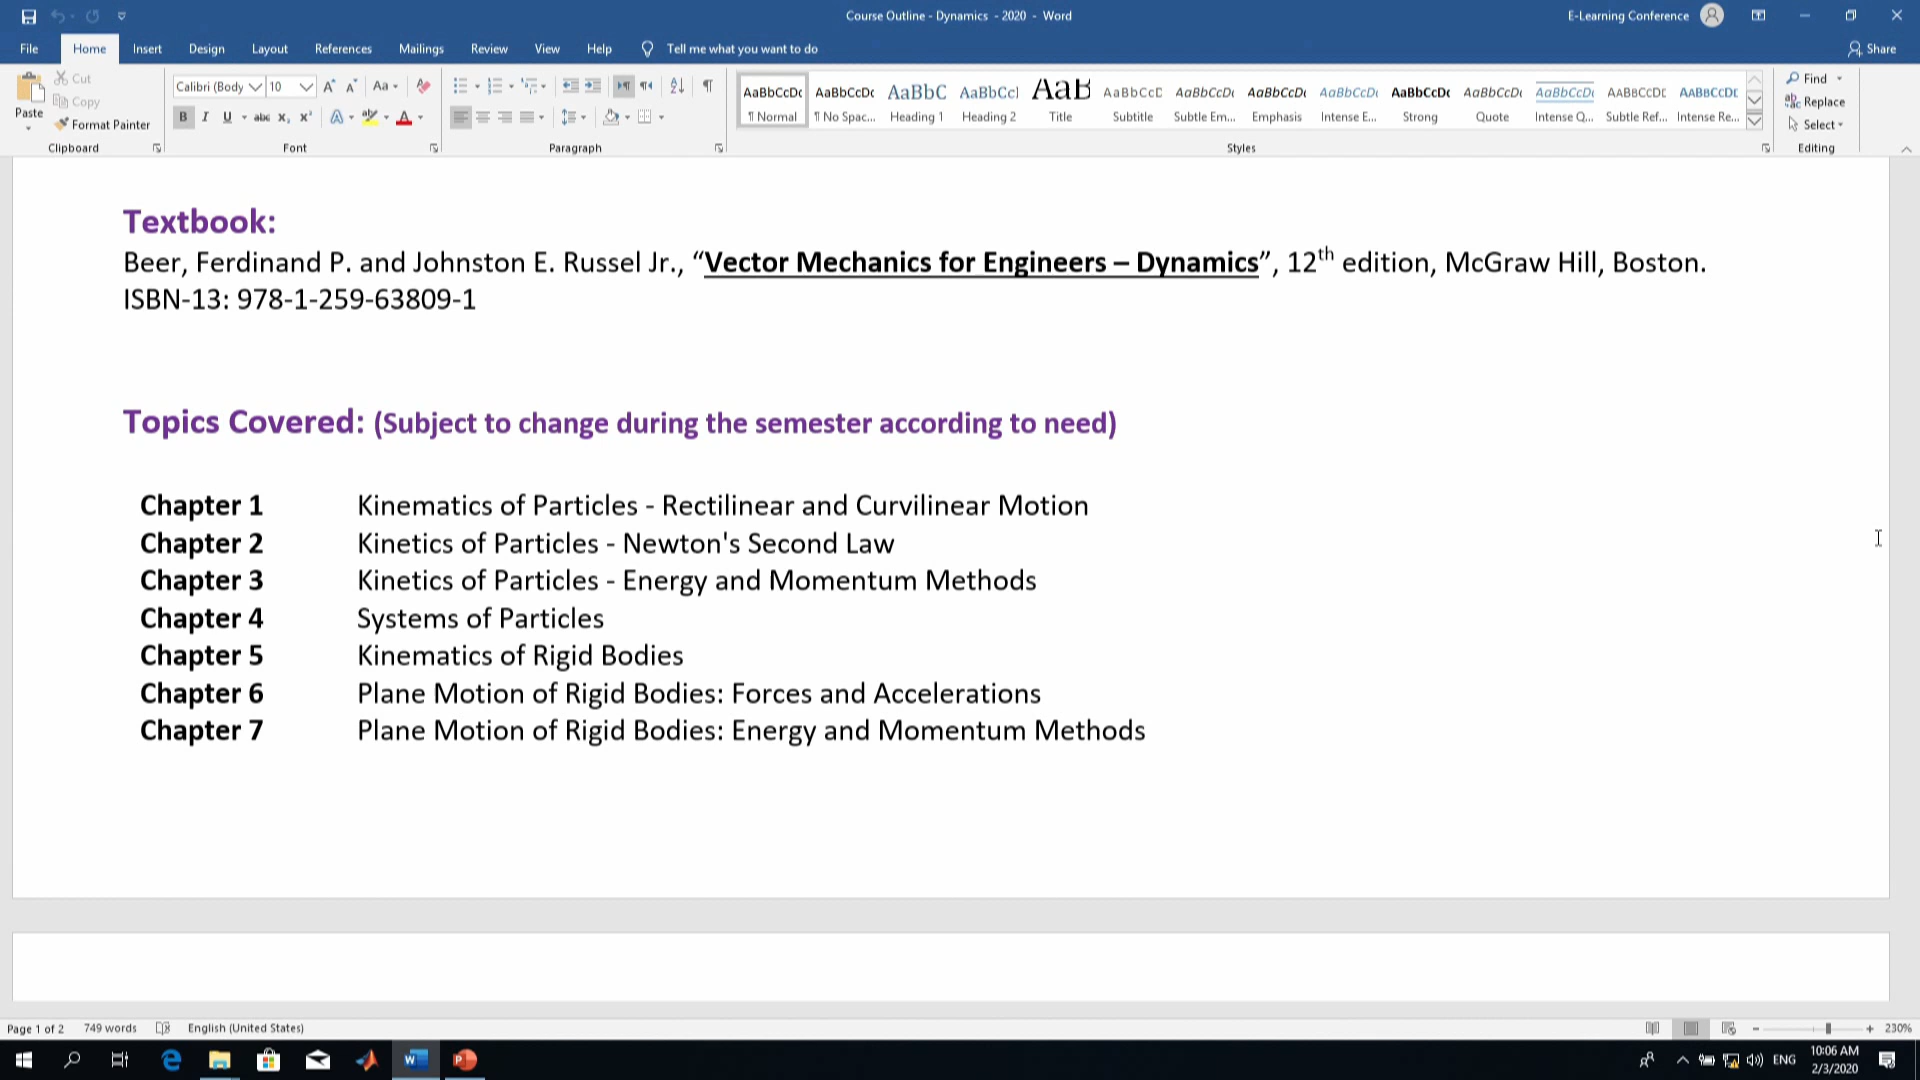 Course Outline - Dynamics - 2020 - Word
E-Learning Conference
File Home Insert Design Layout References Mailings Review View Help Tell me what you want to do Share
Paste
Cut
Copy
Format Painter
Calibri (Body 10
AaBbCcDc AaBbCcDc AaBbC AaBbCcI AaB AaBbCcC AaBbCcDt AaBbCcDt AaBbCcDt AaBbCcDc AaBbCcDt AaBbCcDt AABBCCDC AABBCCDC
¶ Normal ¶ No Spac... Heading 1 Heading 2 Title Subtitle Subtle Em... Emphasis Intense E... Strong Quote Intense Q... Subtle Ref... Intense Re...
Find
Replace
Select
Clipboard Font Paragraph Styles Editing
Textbook:
Beer, Ferdinand P. and Johnston E. Russel Jr., “Vector Mechanics for Engineers – Dynamics”, 12th edition, McGraw Hill, Boston.
ISBN-13: 978-1-259-63809-1
Topics Covered: (Subject to change during the semester according to need)
Chapter 1 Kinematics of Particles - Rectilinear and Curvilinear Motion
Chapter 2 Kinetics of Particles - Newton's Second Law
Chapter 3 Kinetics of Particles - Energy and Momentum Methods
Chapter 4 Systems of Particles
Chapter 5 Kinematics of Rigid Bodies
Chapter 6 Plane Motion of Rigid Bodies: Forces and Accelerations
Chapter 7 Plane Motion of Rigid Bodies: Energy and Momentum Methods
Page 1 of 2 749 words English (United States) 230%
ENG
10:06 AM
2/3/2020